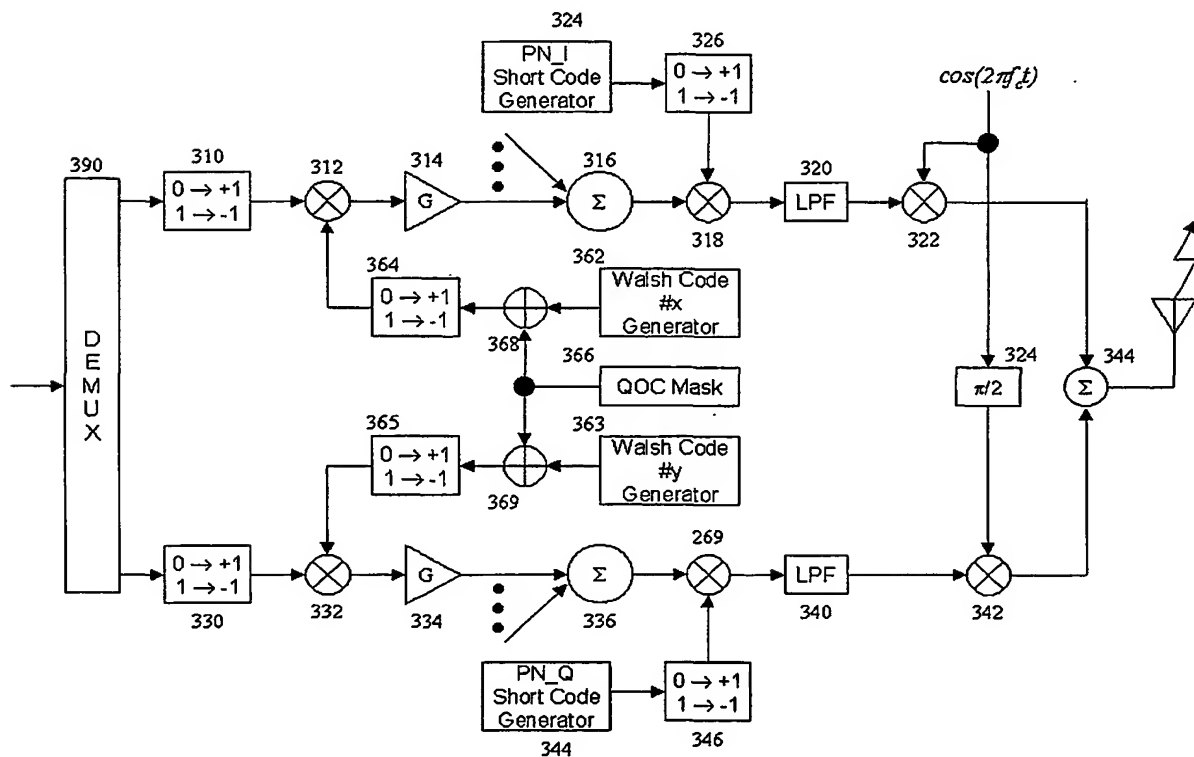 324
PN_I
Short Code
Generator
326
0 → +1
1 → -1
cos(2πf_ct)
390
310
0 → +1
1 → -1
312
314
G
316
Σ
318
320
LPF
322
DEMUX
364
0 → +1
1 → -1
368
362
Walsh Code
#x
Generator
366
QOC Mask
324
π/2
344
Σ
365
0 → +1
1 → -1
369
363
Walsh Code
#y
Generator
0 → +1
1 → -1
330
332
G
334
Σ
336
269
LPF
340
342
PN_Q
Short Code
Generator
344
0 → +1
1 → -1
346